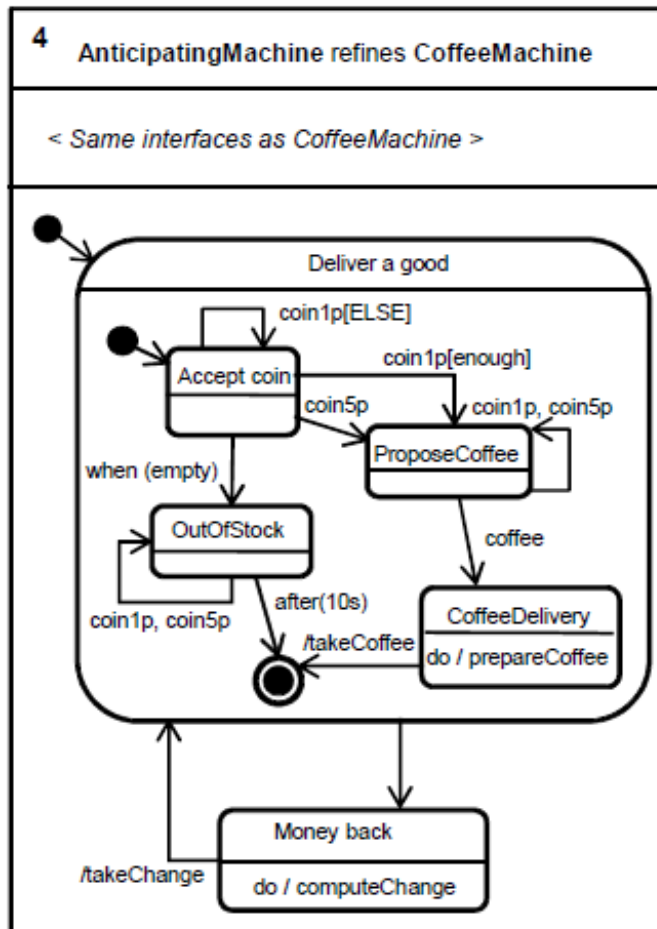 4
AnticipatingMachine refines CoffeeMachine
< Same interfaces as CoffeeMachine >
Deliver a good
coin1p[ELSE]
Accept coin
coin1p[enough]
coin5p
coin1p, coin5p
ProposeCoffee
when (empty)
OutOfStock
coffee
coin1p, coin5p
after(10s)
CoffeeDelivery
/takeCoffee
do / prepareCoffee
Money back
/takeChange
do / computeChange